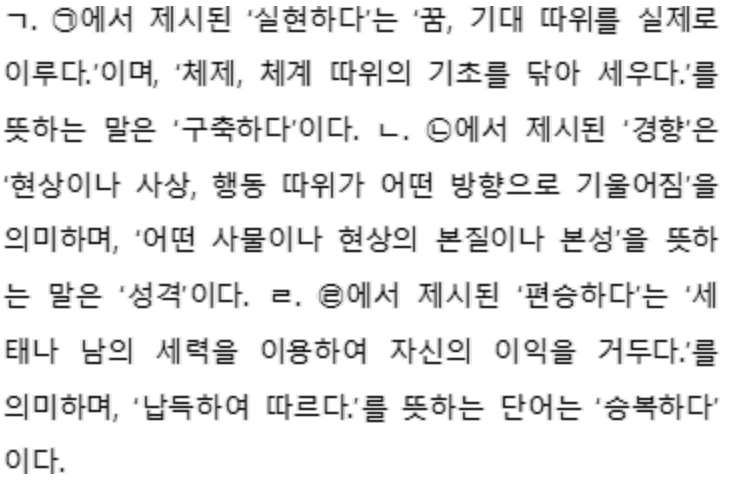 ㄱ. ㉠에서 제시된 ‘실현하다’는 ‘꿈, 기대 따위를 실제로
이루다.’이며, ‘체제, 체계 따위의 기초를 닦아 세우다.’를
뜻하는 말은 ‘구축하다’이다. ㄴ. ㉡에서 제시된 ‘경향’은
‘현상이나 사상, 행동 따위가 어떤 방향으로 기울어짐’을
의미하며, ‘어떤 사물이나 현상의 본질이나 본성’을 뜻하
는 말은 ‘성격’이다. ㄹ. ㉣에서 제시된 ‘편승하다’는 ‘세
태나 남의 세력을 이용하여 자신의 이익을 거두다.’를
의미하며, ‘납득하여 따르다.’를 뜻하는 단어는 ‘승복하다’
이다.